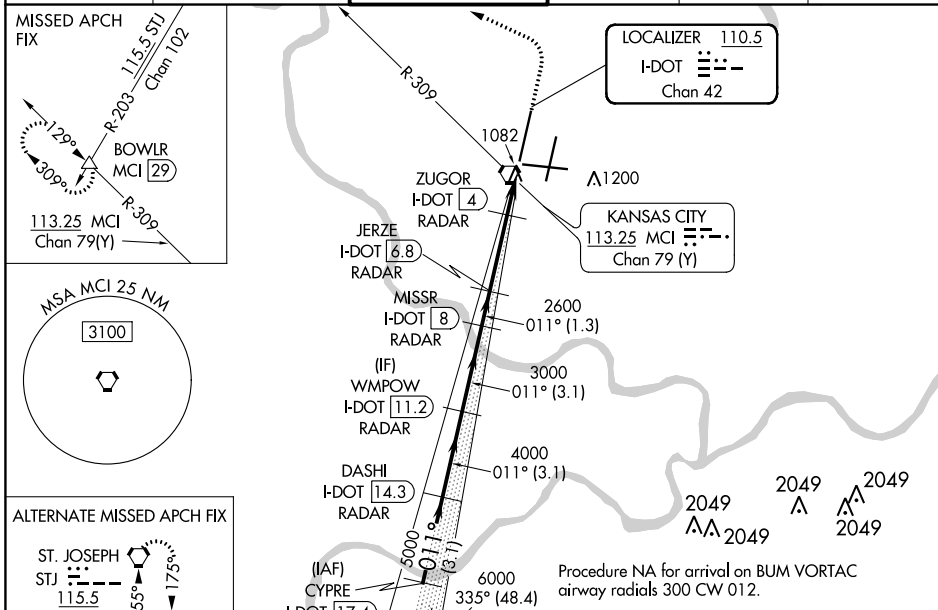 MISSED APCH
FIX
115.5 STJ
Chan 102
R-203
129°
309°
BOWLR
MCI 29
R-309
113.25 MCI
Chan 79(Y)
MSA MCI 25 NM
3100
ALTERNATE MISSED APCH FIX
ST. JOSEPH
STJ
115.5
55°
175°
R-309
LOCALIZER 110.5
I-DOT
Chan 42
1082
1200
ZUGOR
I-DOT 4
RADAR
KANSAS CITY
113.25 MCI
Chan 79 (Y)
JERZE
I-DOT 6.8
RADAR
MISSR
I-DOT 8
RADAR
2600
011° (1.3)
(IF)
WMPOW
I-DOT 11.2
RADAR
3000
011° (3.1)
DASHI
I-DOT 14.3
RADAR
4000
011° (3.1)
5000
011°
(3.1)
(IAF)
CYPRE
I-DOT 17.4
6000
335° (48.4)
2049
2049
2049
2049
2049
Procedure NA for arrival on BUM VORTAC
airway radials 300 CW 012.